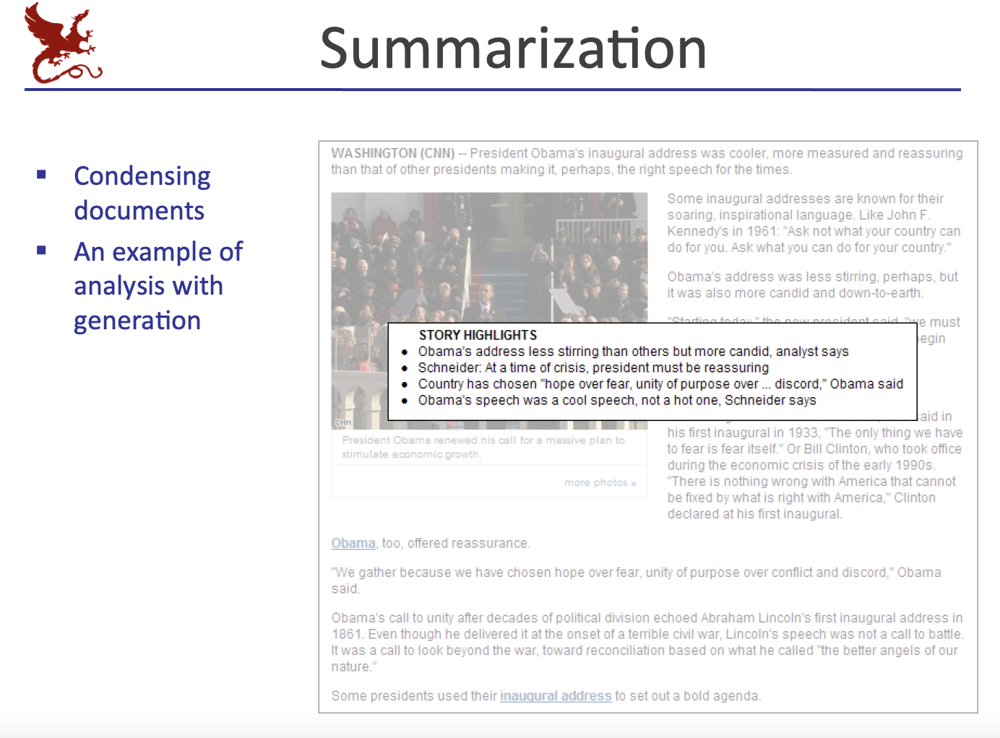 Summarization
Condensing
documents
An example of
analysis with
generation
WASHINGTON (CNN) -- President Obama's inaugural address was cooler, more measured and reassuring
than that of other presidents making it, perhaps, the right speech for the times.
Some inaugural addresses are known for their
soaring, inspirational language. Like John F.
Kennedy's in 1961: "Ask not what your country can
do for you. Ask what you can do for your country."
Obama's address was less stirring, perhaps, but
it was also more candid and down-to-earth.
"Starting today," the new president said, "we must
egin
STORY HIGHLIGHTS
● Obama's address less stirring than others but more candid, analyst says
● Schneider: At a time of crisis, president must be reassuring
● Country has chosen "hope over fear, unity of purpose over ... discord," Obama said
● Obama's speech was a cool speech, not a hot one, Schneider says
CNN
President Obama renewed his call for a massive plan to
stimulate economic growth.
more photos »
said in
his first inaugural in 1933, "The only thing we have
to fear is fear itself." Or Bill Clinton, who took office
during the economic crisis of the early 1990s.
"There is nothing wrong with America that cannot
be fixed by what is right with America," Clinton
declared at his first inaugural.
Obama, too, offered reassurance.
"We gather because we have chosen hope over fear, unity of purpose over conflict and discord," Obama
said.
Obama's call to unity after decades of political division echoed Abraham Lincoln's first inaugural address in
1861. Even though he delivered it at the onset of a terrible civil war, Lincoln's speech was not a call to battle.
It was a call to look beyond the war, toward reconciliation based on what he called "the better angels of our
nature."
Some presidents used their inaugural address to set out a bold agenda.